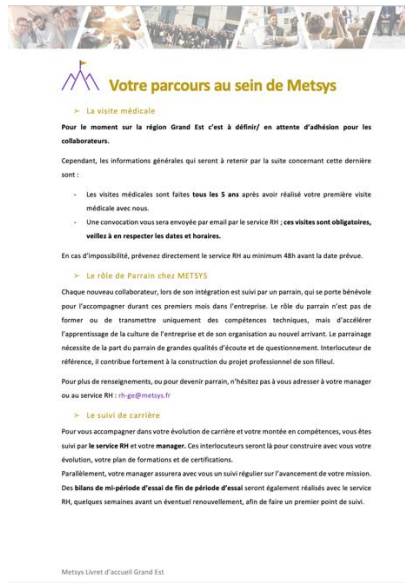 Votre parcours au sein de Metsys
➢ La visite médicale
Pour le moment sur la région Grand Est c'est à définir/ en attente d'adhésion pour les
collaborateurs.
Cependant, les informations générales qui seront à retenir par la suite concernant cette dernière
sont :
- Les visites médicales sont faites tous les 5 ans après avoir réalisé votre première visite
médicale avec nous.
- Une convocation vous sera envoyée par email par le service RH ; ces visites sont obligatoires,
veillez à en respecter les dates et horaires.
En cas d'impossibilité, prévenez directement le service RH au minimum 48h avant la date prévue.
➢ Le rôle de Parrain chez METSYS
Chaque nouveau collaborateur, lors de son intégration est suivi par un parrain, qui se porte bénévole
pour l'accompagner durant ces premiers mois dans l'entreprise. Le rôle du parrain n'est pas de
former ou de transmettre uniquement des compétences techniques, mais d'accélérer
l'apprentissage de la culture de l'entreprise et de son organisation au nouvel arrivant. Le parrainage
nécessite de la part du parrain de grandes qualités d'écoute et de questionnement. Interlocuteur de
référence, il contribue fortement à la construction du projet professionnel de son filleul.
Pour plus de renseignements, ou pour devenir parrain, n'hésitez pas à vous adresser à votre manager
ou au service RH : rh-ge@metsys.fr
➢ Le suivi de carrière
Pour vous accompagner dans votre évolution de carrière et votre montée en compétences, vous êtes
suivi par le service RH et votre manager. Ces interlocuteurs seront là pour construire avec vous votre
évolution, votre plan de formations et de certifications.
Parallèlement, votre manager assurera avec vous un suivi régulier sur l'avancement de votre mission.
Des bilans de mi-période d'essai de fin de période d'essai seront également réalisés avec le service
RH, quelques semaines avant un éventuel renouvellement, afin de faire un premier point de suivi.
Metsys Livret d'accueil Grand Est